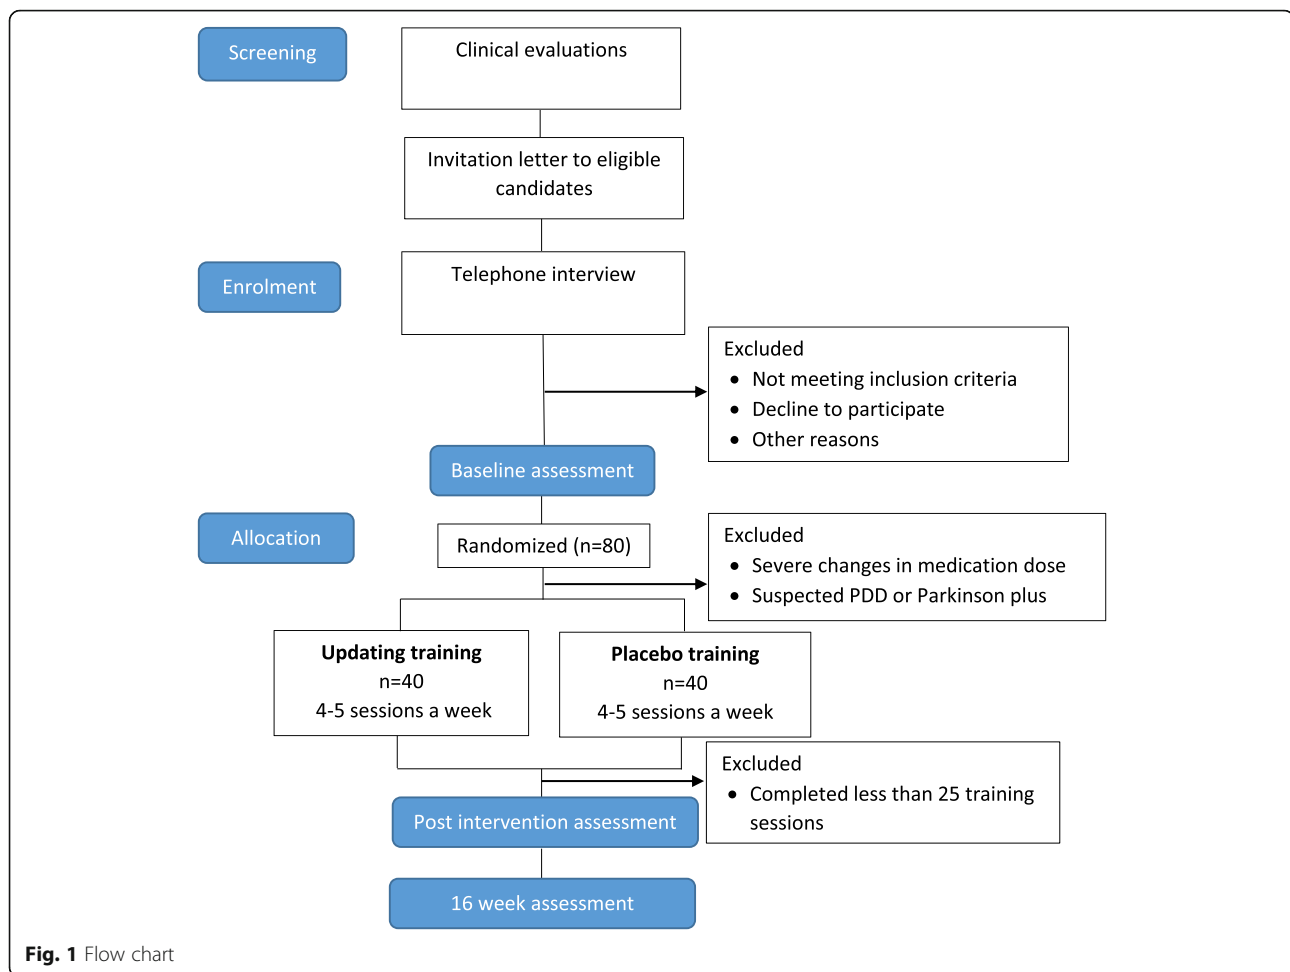 Screening
Clinical evaluations
Invitation letter to eligible
candidates
Enrolment
Telephone interview
Excluded
• Not meeting inclusion criteria
• Decline to participate
• Other reasons
Baseline assessment
Allocation
Randomized (n=80)
Excluded
• Severe changes in medication dose
• Suspected PDD or Parkinson plus
Updating training
n=40
4-5 sessions a week
Placebo training
n=40
4-5 sessions a week
Excluded
• Completed less than 25 training
sessions
Post intervention assessment
16 week assessment
Fig. 1 Flow chart